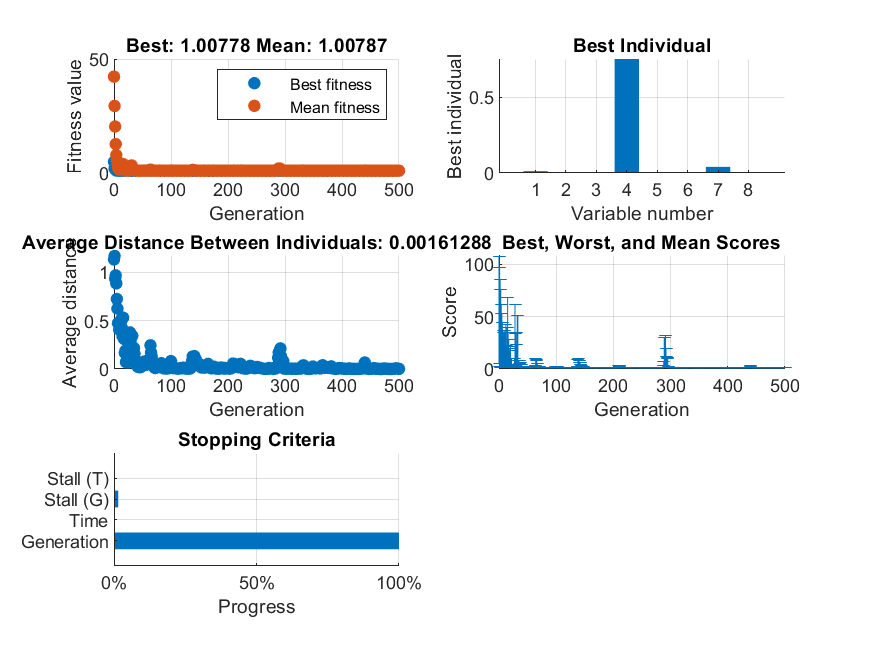 Best: 1.00778 Mean: 1.00787
Fitness value
50
0
Best fitness
Mean fitness
0 100 200 300 400 500
Generation
Best Individual
Best individual
0.5
0
1 2 3 4 5 6 7 8
Variable number
Average Distance Between Individuals: 0.00161288
Average distance
1
0.5
0
0 100 200 300 400 500
Generation
Best, Worst, and Mean Scores
Score
100
50
0
0 100 200 300 400 500
Generation
Stopping Criteria
Stall (T)
Stall (G)
Time
Generation
0% 50% 100%
Progress